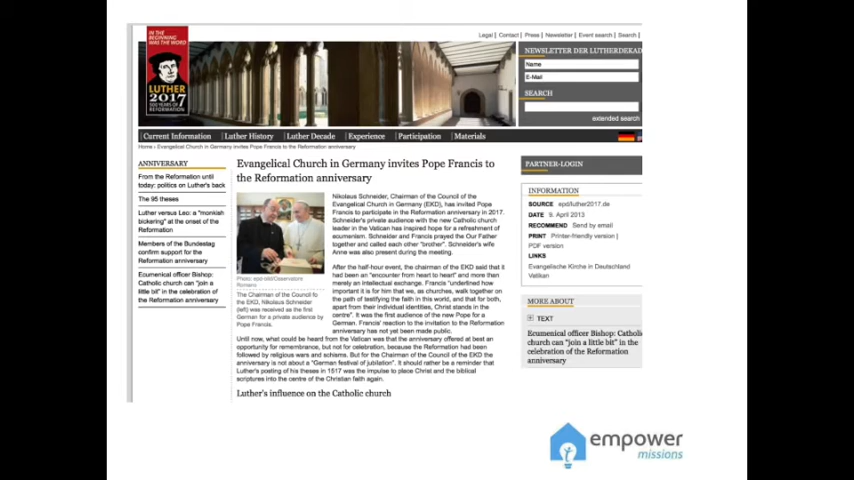 IN THE
BEGINNING
WAS THE
WORD
LUTHER
2017
500 YEARS OF
REFORMATION
Legal | Contact | Press | Newsletter | Event search | Search |
NEWSLETTER DER LUTHERDEKAD
Name
E-Mail
SEARCH
extended search
Current Information | Luther History | Luther Decade | Experience | Participation | Materials
Home › Evangelical Church in Germany invites Pope Francis to the Reformation anniversary
ANNIVERSARY
From the Reformation until
today: politics on Luther's back
The 95 theses
Luther versus Leo: a "monkish
bickering" at the onset of the
Reformation
Members of the Bundestag
confirm support for the
Reformation anniversary
Ecumenical officer Bishop:
Catholic church can "join a
little bit" in the celebration of
the Reformation anniversary
Evangelical Church in Germany invites Pope Francis to
the Reformation anniversary
Photo: epd-bild/Osservatore
Romano
The Chairman of the Council fo
the EKD, Nikolaus Schneider
(left) was received as the first
German for a private audience by
Pope Francis.
Nikolaus Schneider, Chairman of the Council of the
Evangelical Church in Germany (EKD), has invited Pope
Francis to participate in the Reformation anniversary in 2017.
Schneider's private audience with the new Catholic church
leader in the Vatican has inspired hope for a refreshment of
ecumenism. Schneider and Francis prayed the Our Father
together and called each other "brother". Schneider's wife
Anne was also present during the meeting.
After the half-hour event, the chairman of the EKD said that it
had been an "encounter from heart to heart" and more than
merely an intellectual exchange. Francis "underlined how
important it is for him that we, as churches, walk together
on the path of testifying the faith in this world, and that for both,
apart from their individual identities, Christ stands in the
centre". It was the first audience of the new Pope for a
German. Francis' reaction to the invitation to the Reformation
anniversary has not yet been made public.
Untill now, what could be heard from the Vatican was that the anniversary offered at best an
opportunity for remembrance, but not for celebration, because the Reformation had been
followed by religious wars and schisms. But for the Chairman of the Council of the EKD the
anniversary is not about a "German festival of jubilation". It should rather be a reminder that
Luther's posting of his theses in 1517 was the impulse to place Christ and the biblical
scriptures into the centre of the Christian faith again.
Luther's influence on the Catholic church
PARTNER-LOGIN
INFORMATION
SOURCE epd/luther2017.de
DATE 9. April 2013
RECOMMEND Send by email
PRINT Printer-friendly version |
PDF version
LINKS
Evangelische Kirche in Deutschland
Vatikan
MORE ABOUT
TEXT
Ecumenical officer Bishop: Catholic
church can "join a little bit" in the
celebration of the Reformation
anniversary
empower
missions